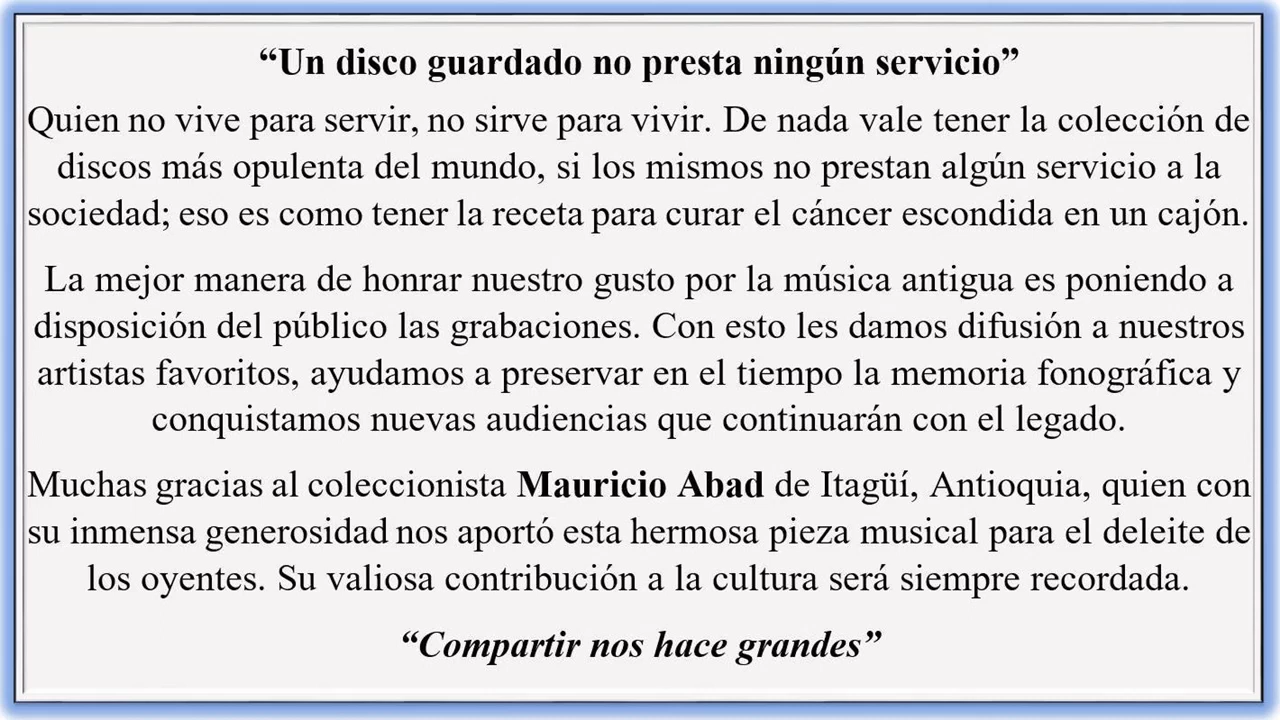 “Un disco guardado no presta ningún servicio”
Quien no vive para servir, no sirve para vivir. De nada vale tener la colección de
discos más opulenta del mundo, si los mismos no prestan algún servicio a la
sociedad; eso es como tener la receta para curar el cáncer escondida en un cajón.
La mejor manera de honrar nuestro gusto por la música antigua es poniendo a
disposición del público las grabaciones. Con esto les damos difusión a nuestros
artistas favoritos, ayudamos a preservar en el tiempo la memoria fonográfica y
conquistamos nuevas audiencias que continuarán con el legado.
Muchas gracias al coleccionista Mauricio Abad de Itagüí, Antioquia, quien con
su inmensa generosidad nos aportó esta hermosa pieza musical para el deleite de
los oyentes. Su valiosa contribución a la cultura será siempre recordada.
“Compartir nos hace grandes”